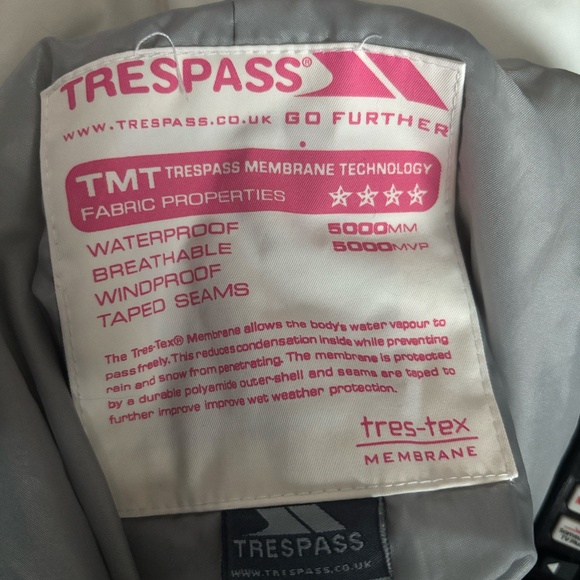 TRESPASS®
WWW.TRESPASS.CO.UK GO FURTHER
TMT TRESPASS MEMBRANE TECHNOLOGY
FABRIC PROPERTIES
WATERPROOF 5000MM
BREATHABLE 5000MVP
WINDPROOF
TAPED SEAMS
The Tres-Tex® Membrane allows the body's water vapour to
pass freely. This reduces condensation inside while preventing
rain and snow from penetrating. The membrane is protected
by a durable polyamide outer-shell and seams are taped to
further improve improve wet weather protection.
tres-tex
MEMBRANE
TRESPASS
WWW.TRESPASS.CO.UK